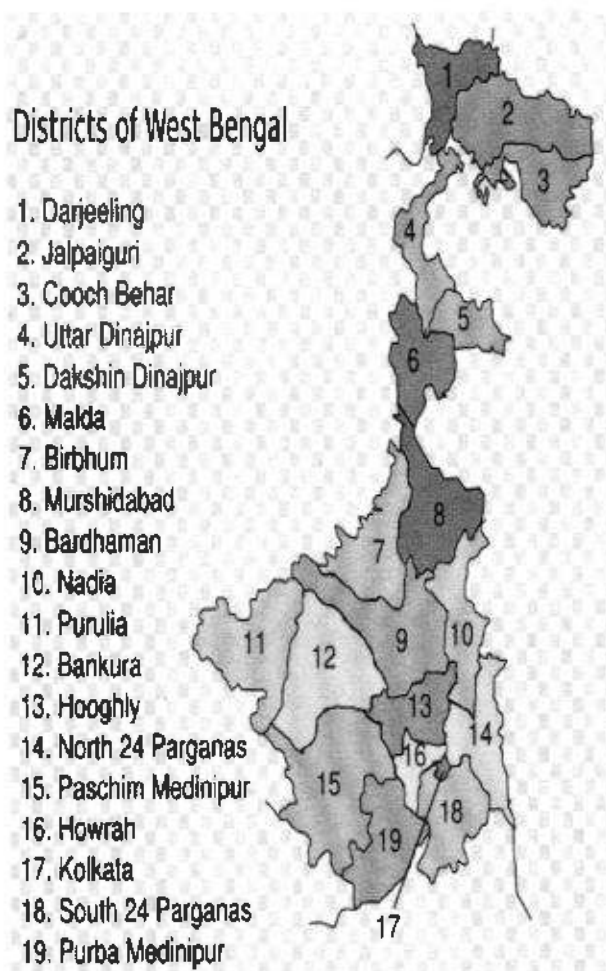 Districts of West Bengal
1. Darjeeling
2. Jalpaiguri
3. Cooch Behar
4. Uttar Dinajpur
5. Dakshin Dinajpur
6. Malda
7. Birbhum
8. Murshidabad
9. Bardhaman
10. Nadia
11. Purulia
12. Bankura
13. Hooghly
14. North 24 Parganas
15. Paschim Medinipur
16. Howrah
17. Kolkata
18. South 24 Parganas
19. Purba Medinipur
1
2
3
4
5
6
7
8
9
10
11
12
13
14
15
16
17
18
19